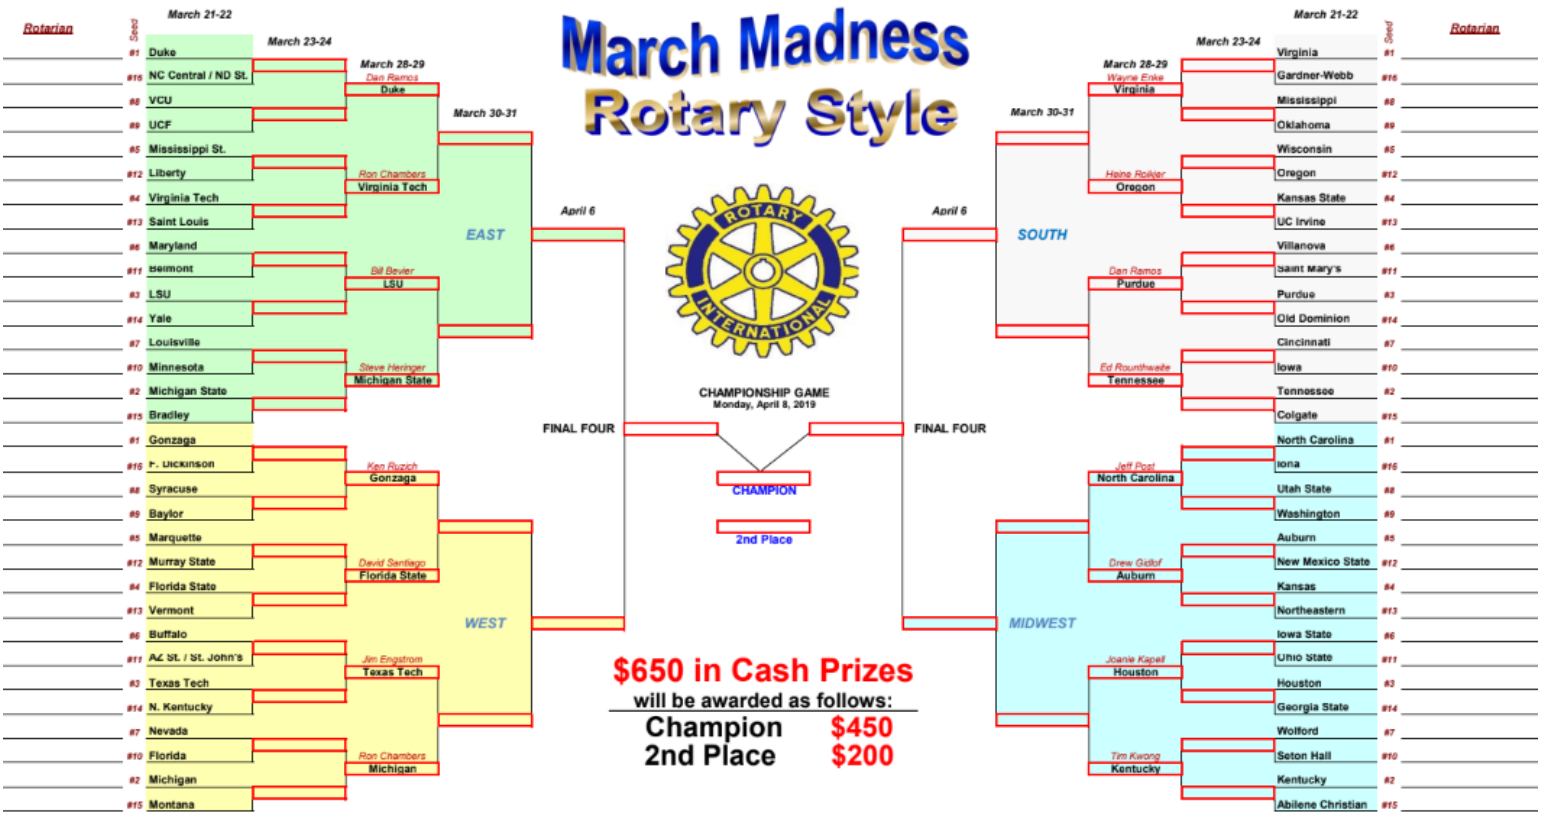 March Madness
Rotary Style
ROTARY
INTERNATIONAL
Rotarian
Seed
March 21-22
March 23-24
March 28-29
March 30-31
April 6
#1 Duke
#16 NC Central / ND St.
#8 VCU
#9 UCF
#5 Mississippi St.
#12 Liberty
#4 Virginia Tech
#13 Saint Louis
#6 Maryland
#11 Belmont
#3 LSU
#14 Yale
#7 Louisville
#10 Minnesota
#2 Michigan State
#15 Bradley
Dan Ramos
Duke
Ron Chambers
Virginia Tech
Bill Bevier
LSU
Steve Heringer
Michigan State
EAST
#1 Gonzaga
#16 F. Dickinson
#8 Syracuse
#9 Baylor
#5 Marquette
#12 Murray State
#4 Florida State
#13 Vermont
#6 Buffalo
#11 AZ St. / St. John's
#3 Texas Tech
#14 N. Kentucky
#7 Nevada
#10 Florida
#2 Michigan
#15 Montana
Ken Ruzich
Gonzaga
David Santiago
Florida State
Jim Engstrom
Texas Tech
Ron Chambers
Michigan
WEST
CHAMPIONSHIP GAME
Monday, April 8, 2019
FINAL FOUR
FINAL FOUR
CHAMPION
2nd Place
$650 in Cash Prizes
will be awarded as follows:
Champion $450
2nd Place $200
April 6
March 30-31
March 28-29
March 23-24
March 21-22
Seed
Rotarian
Virginia #1
Gardner-Webb #16
Mississippi #8
Oklahoma #9
Wisconsin #5
Oregon #12
Kansas State #4
UC Irvine #13
Villanova #6
Saint Mary's #11
Purdue #3
Old Dominion #14
Cincinnati #7
Iowa #10
Tennessee #2
Colgate #15
Wayne Enke
Virginia
Heine Roikjer
Oregon
Dan Ramos
Purdue
Ed Rounthwaite
Tennessee
SOUTH
North Carolina #1
Iona #16
Utah State #8
Washington #9
Auburn #5
New Mexico State #12
Kansas #4
Northeastern #13
Iowa State #6
Ohio State #11
Houston #3
Georgia State #14
Wolford #7
Seton Hall #10
Kentucky #2
Abilene Christian #15
Jeff Post
North Carolina
Drew Gidlof
Auburn
Joanie Kapell
Houston
Tim Kwong
Kentucky
MIDWEST